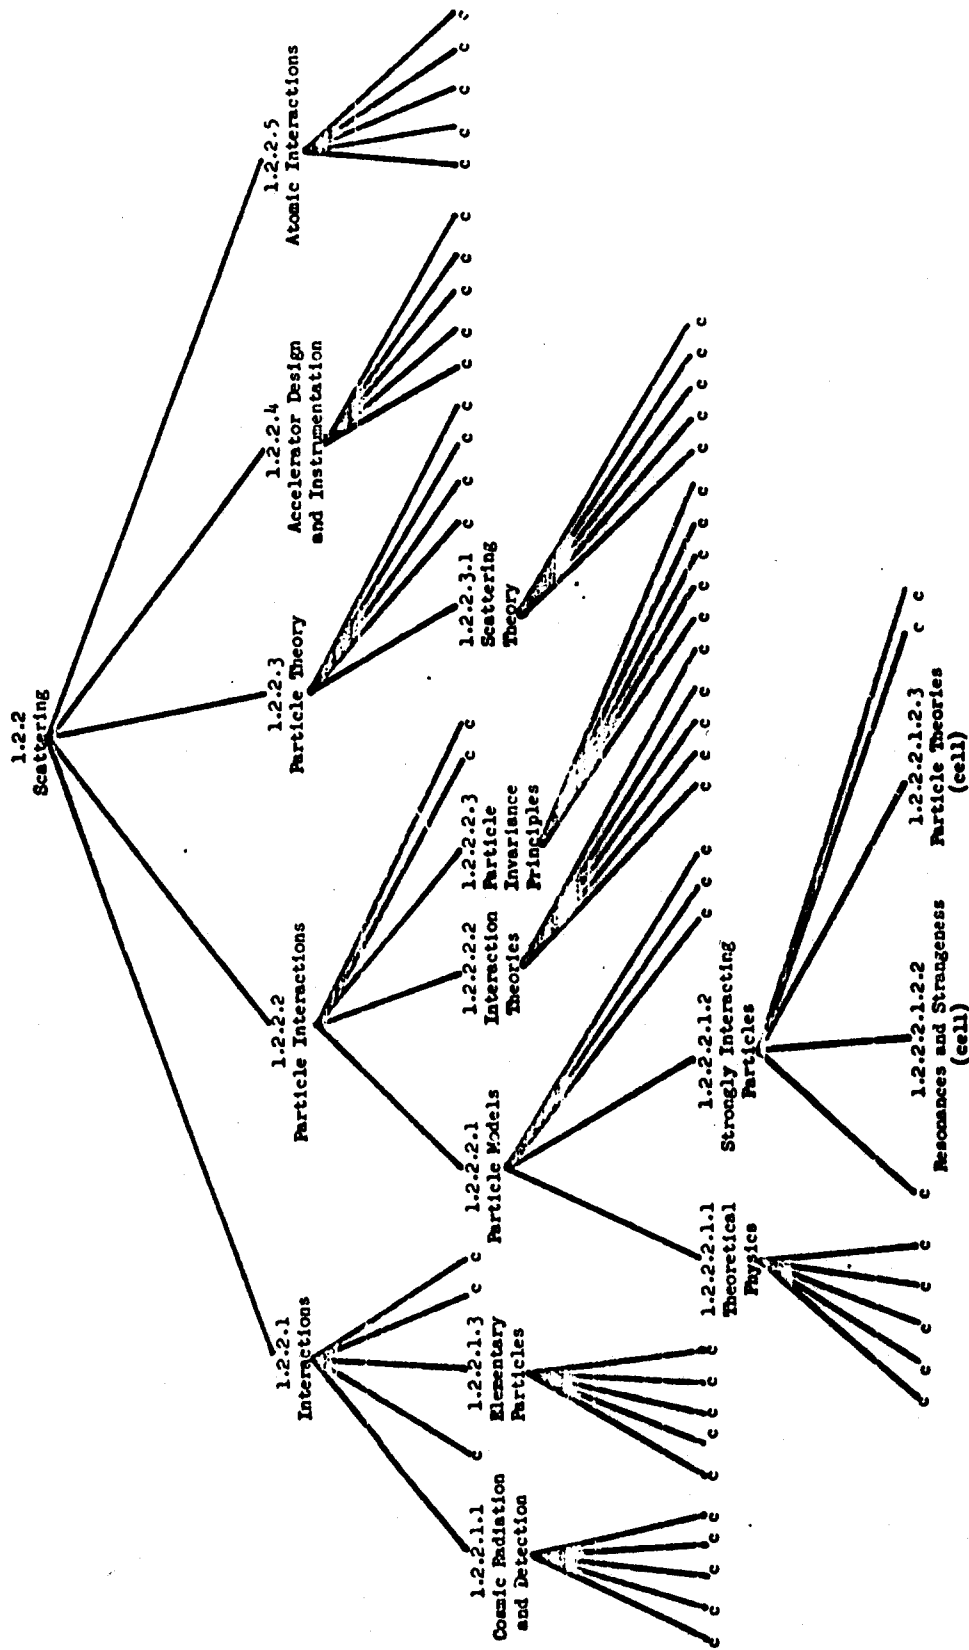 1.2.2
Scattering
1.2.2.1
Interactions
1.2.2.2
Particle Interactions
1.2.2.3
Particle Theory
1.2.2.4
Accelerator Design
and Instrumentation
1.2.2.5
Atomic Interactions
1.2.2.1.1
Cosmic Radiation
and Detection
c
1.2.2.1.3
Elementary
Particles
c c
1.2.2.2.1
Particle Models
1.2.2.2.2
Interaction
Theories
1.2.2.2.3
Particle
Invariance
Principles
c c
1.2.2.3.1
Scattering
Theory
c c c c
c c c c c
c c c c c
c c c c c
c c c c c
1.2.2.2.1.1
Theoretical
Physics
1.2.2.2.1.2
Strongly Interacting
Particles
c c c
c c c c c
c c c c c
c c c c c
c c c c c
c
1.2.2.2.1.2.2
Resonances and Strangeness
(cell)
1.2.2.2.1.2.3
Particle Theories
(cell)
c c